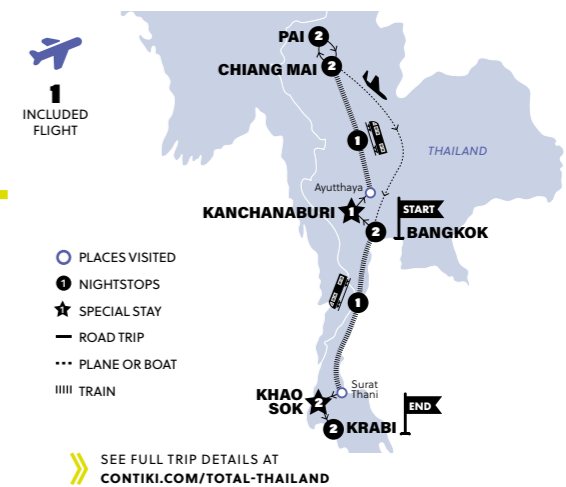 1
INCLUDED
FLIGHT
PAI 2
CHIANG MAI 2
1
THAILAND
Ayutthaya
KANCHANABURI 1
START
2 BANGKOK
1
Surat
Thani
KHAO
SOK
2
END
2 KRABI
PLACES VISITED
1 NIGHTSTOPS
1 SPECIAL STAY
ROAD TRIP
PLANE OR BOAT
TRAIN
SEE FULL TRIP DETAILS AT
CONTIKI.COM/TOTAL-THAILAND